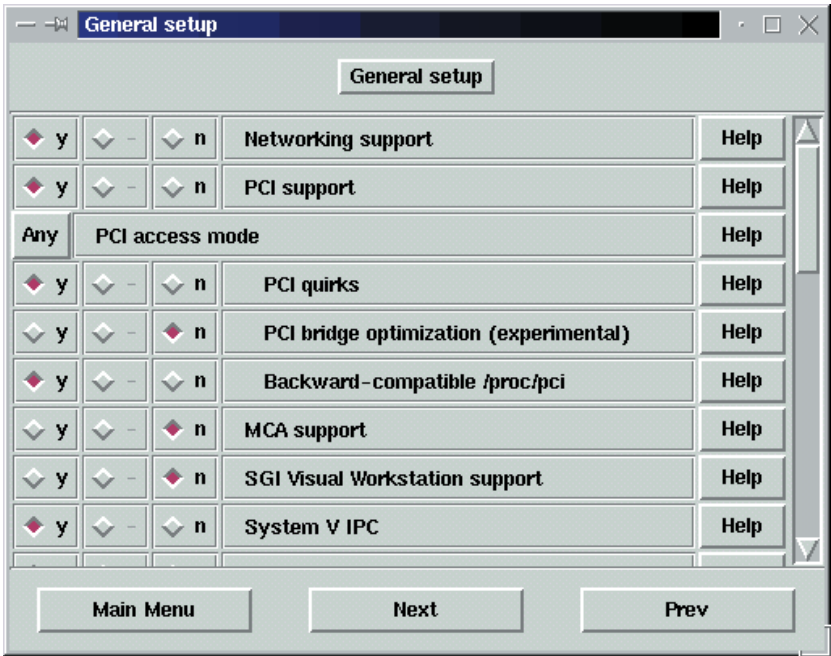 General setup
General setup
y - n Networking support Help
y - n PCI support Help
Any PCI access mode Help
y - n PCI quirks Help
y - n PCI bridge optimization (experimental) Help
y - n Backward-compatible /proc/pci Help
y - n MCA support Help
y - n SGI Visual Workstation support Help
y - n System V IPC Help
Main Menu Next Prev